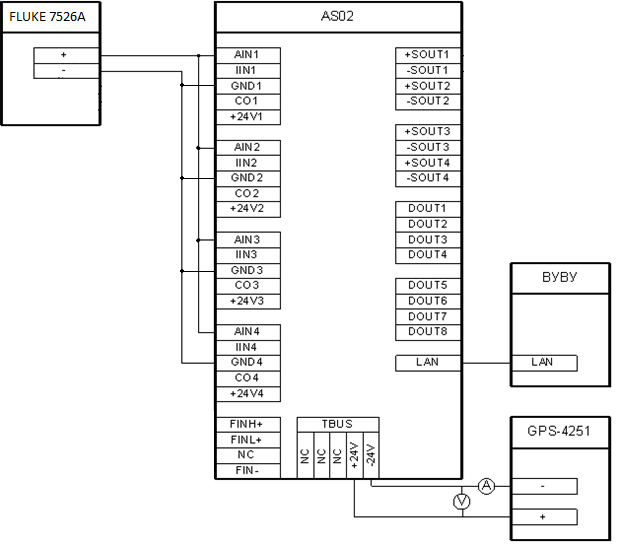 FLUKE 7526A
+
-
AS02
AIN1
IIN1
GND1
CO1
+24V1
AIN2
IIN2
GND2
CO2
+24V2
AIN3
IIN3
GND3
CO3
+24V3
AIN4
IIN4
GND4
CO4
+24V4
FINH+
FINL+
NC
FIN-
+SOUT1
-SOUT1
+SOUT2
-SOUT2
+SOUT3
-SOUT3
+SOUT4
-SOUT4
DOUT1
DOUT2
DOUT3
DOUT4
DOUT5
DOUT6
DOUT7
DOUT8
LAN
TBUS
NC
NC
NC
+24V
-24V
ВУВУ
LAN
GPS-4251
-
+
A
V